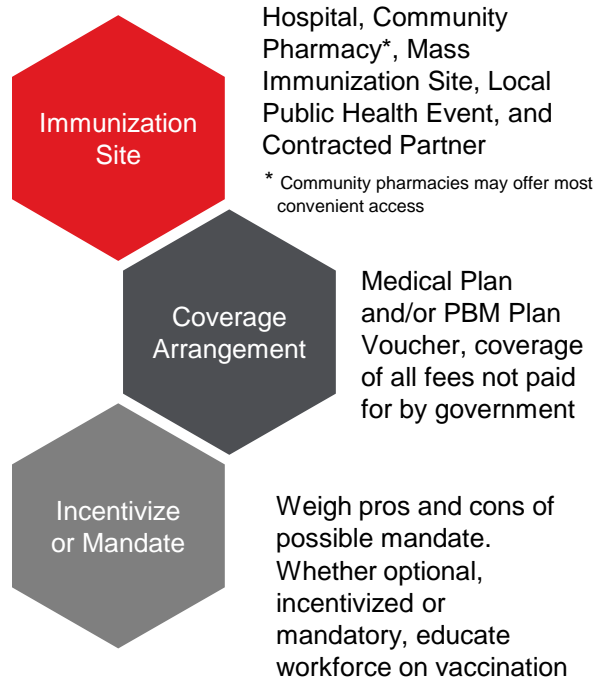 Immunization
Site
Hospital, Community
Pharmacy*, Mass
Immunization Site, Local
Public Health Event, and
Contracted Partner
* Community pharmacies may offer most
convenient access
Coverage
Arrangement
Medical Plan
and/or PBM Plan
Voucher, coverage
of all fees not paid
for by government
Incentivize
or Mandate
Weigh pros and cons of
possible mandate.
Whether optional,
incentivized or
mandatory, educate
workforce on vaccination